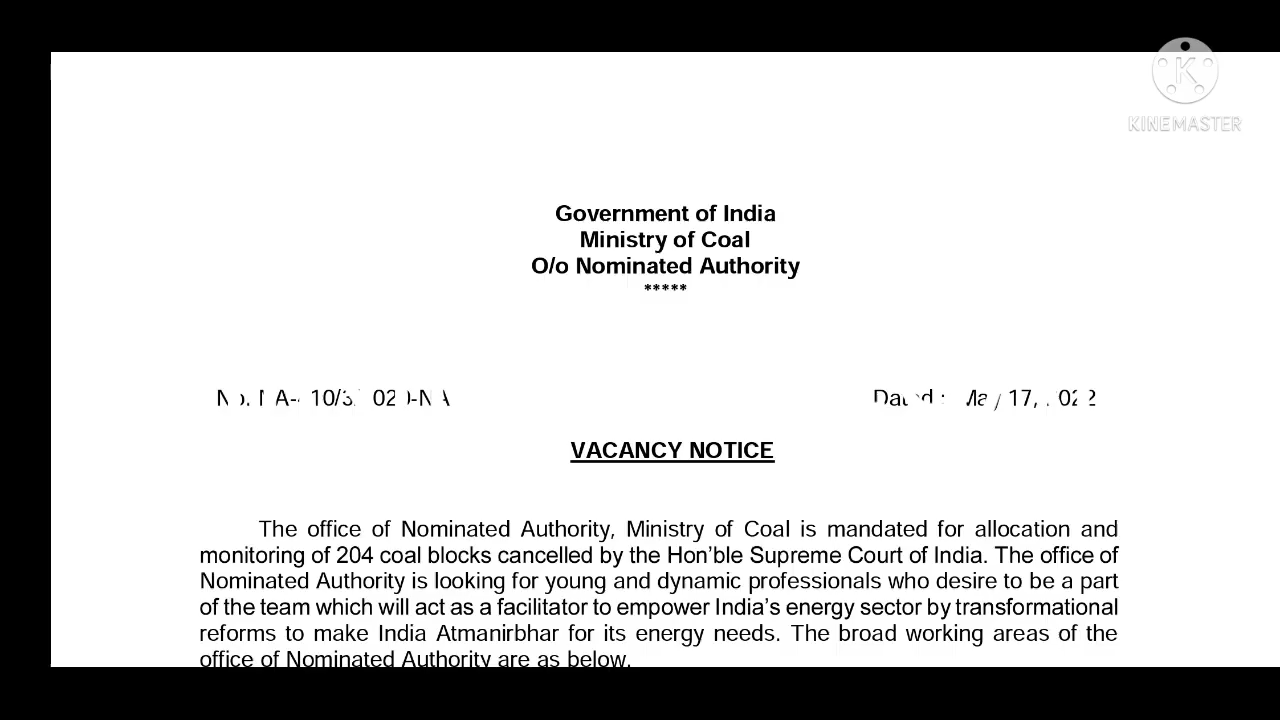 KINEMASTER
Government of India
Ministry of Coal
O/o Nominated Authority
*****
VACANCY NOTICE
The office of Nominated Authority, Ministry of Coal is mandated for allocation and
monitoring of 204 coal blocks cancelled by the Hon'ble Supreme Court of India. The office of
Nominated Authority is looking for young and dynamic professionals who desire to be a part
of the team which will act as a facilitator to empower India's energy sector by transformational
reforms to make India Atmanirbhar for its energy needs. The broad working areas of the
office of Nominated Authority are as below.